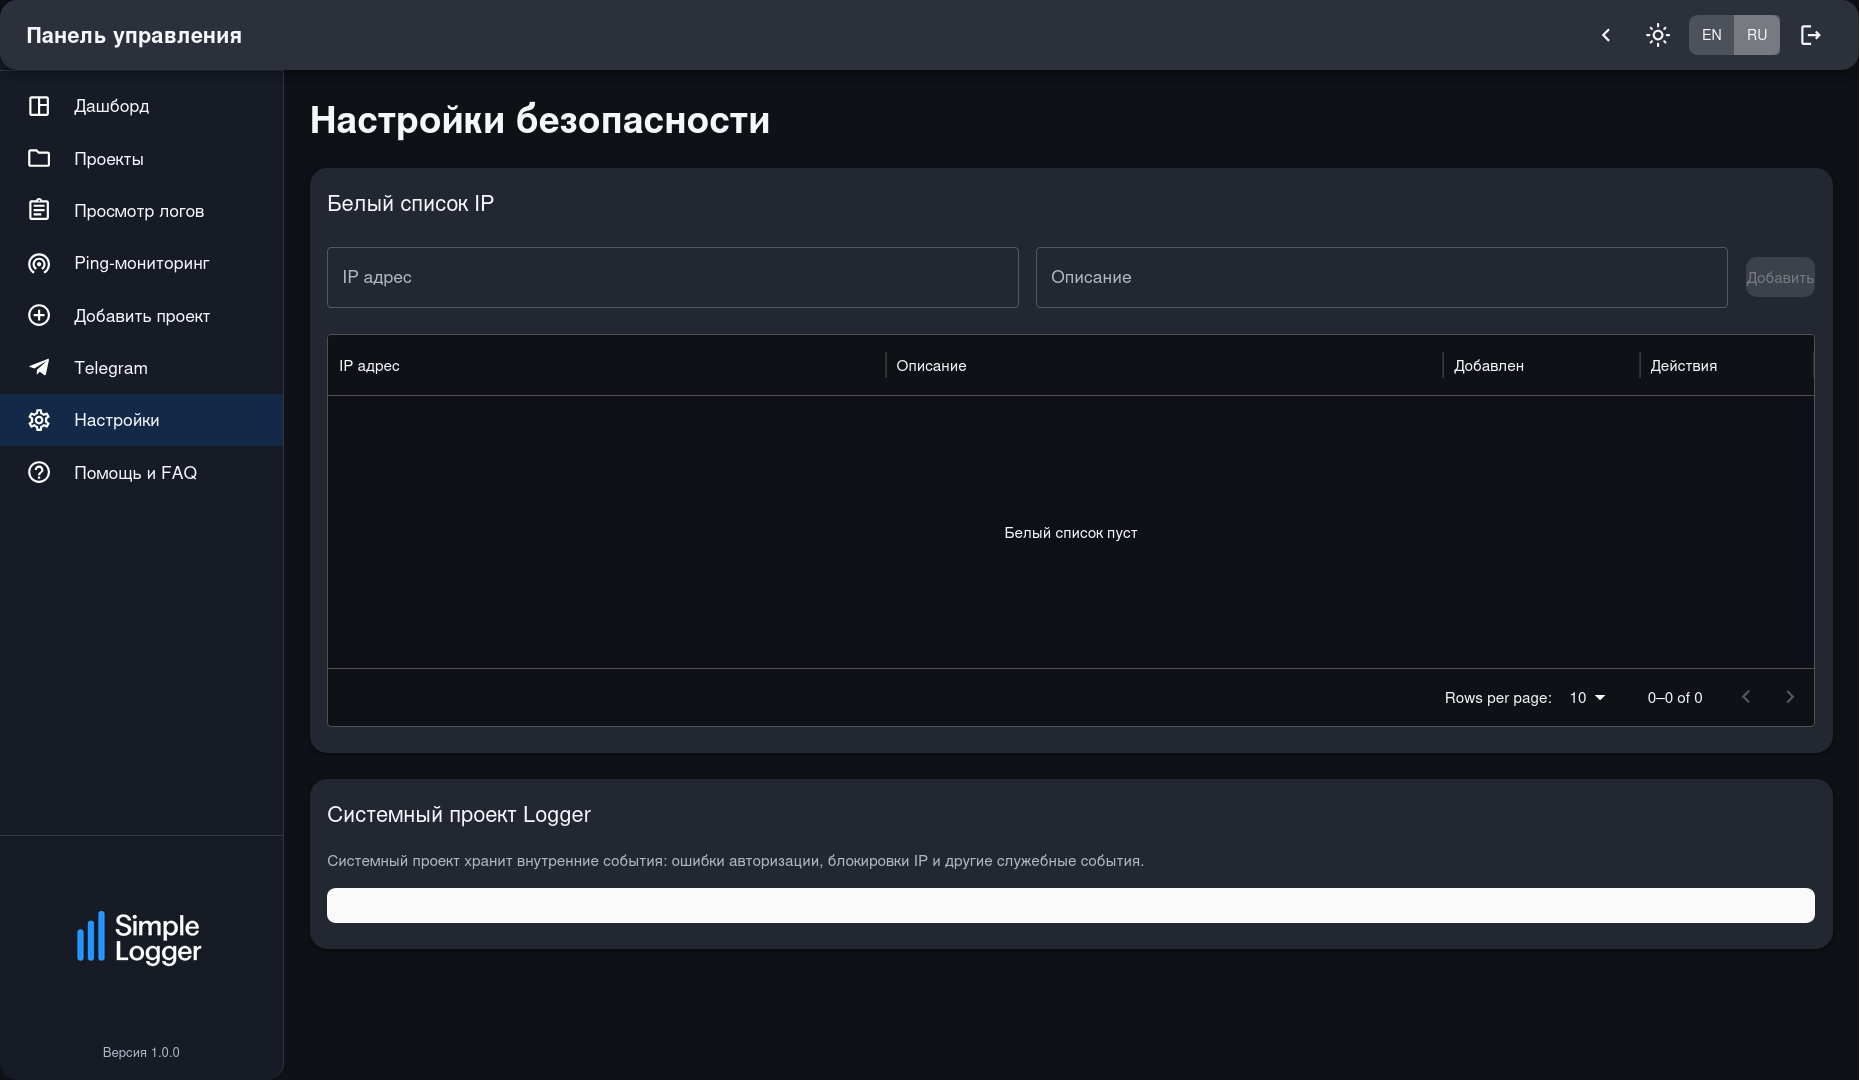 Панель управления
EN
RU
Дашборд
Проекты
Просмотр логов
Ping-мониторинг
Добавить проект
Telegram
Настройки
Помощь и FAQ
Simple
Logger
Версия 1.0.0
Настройки безопасности
Белый список IP
IP адрес
Описание
Добавить
IP адрес
Описание
Добавлен
Действия
Белый список пуст
Rows per page:
10
0–0 of 0
Системный проект Logger
Системный проект хранит внутренние события: ошибки авторизации, блокировки IP и другие служебные события.